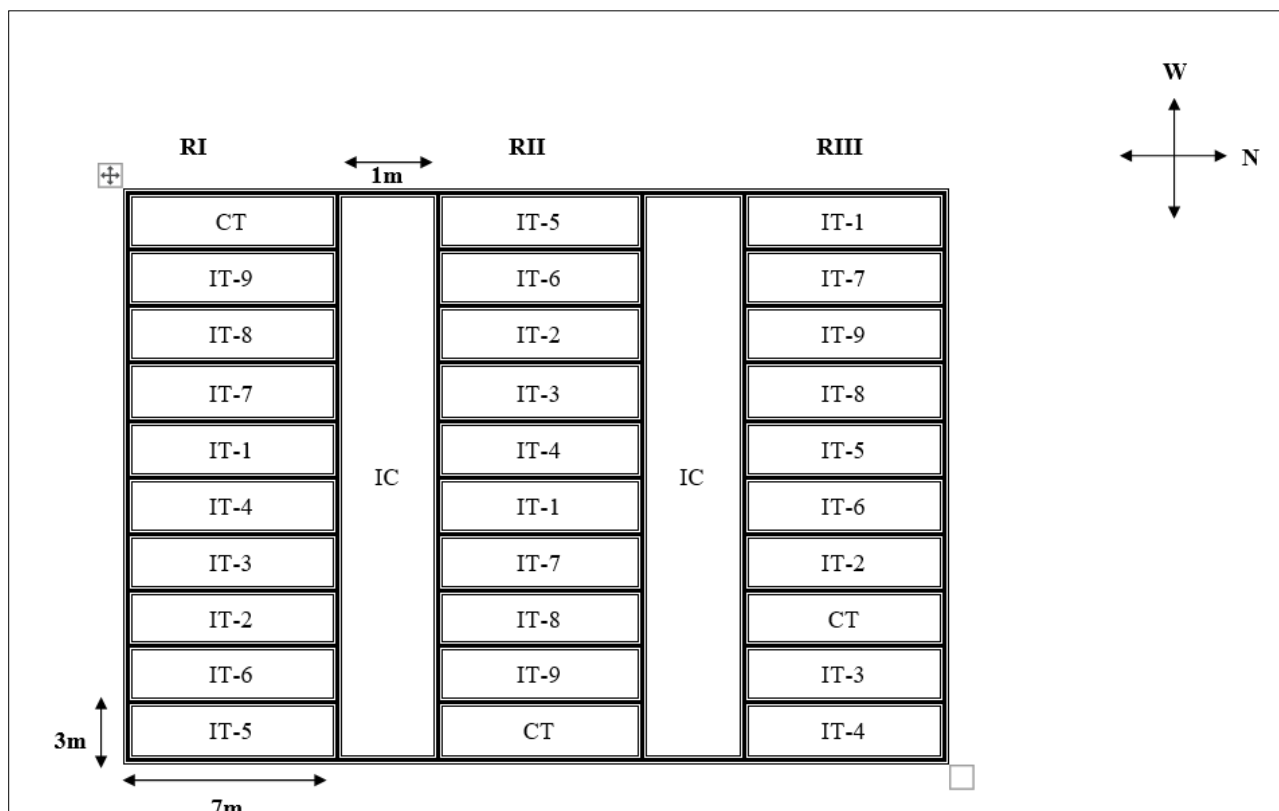 W
N
RI RII RIII
1m
CT IT-5 IT-1
IT-9 IT-6 IT-7
IT-8 IT-2 IT-9
IT-7 IT-3 IT-8
IT-1 IT-4 IT-5
IC IC
IT-4 IT-1 IT-6
IT-3 IT-7 IT-2
IT-2 IT-8 CT
IT-6 IT-9 IT-3
3m
IT-5 CT IT-4
7m